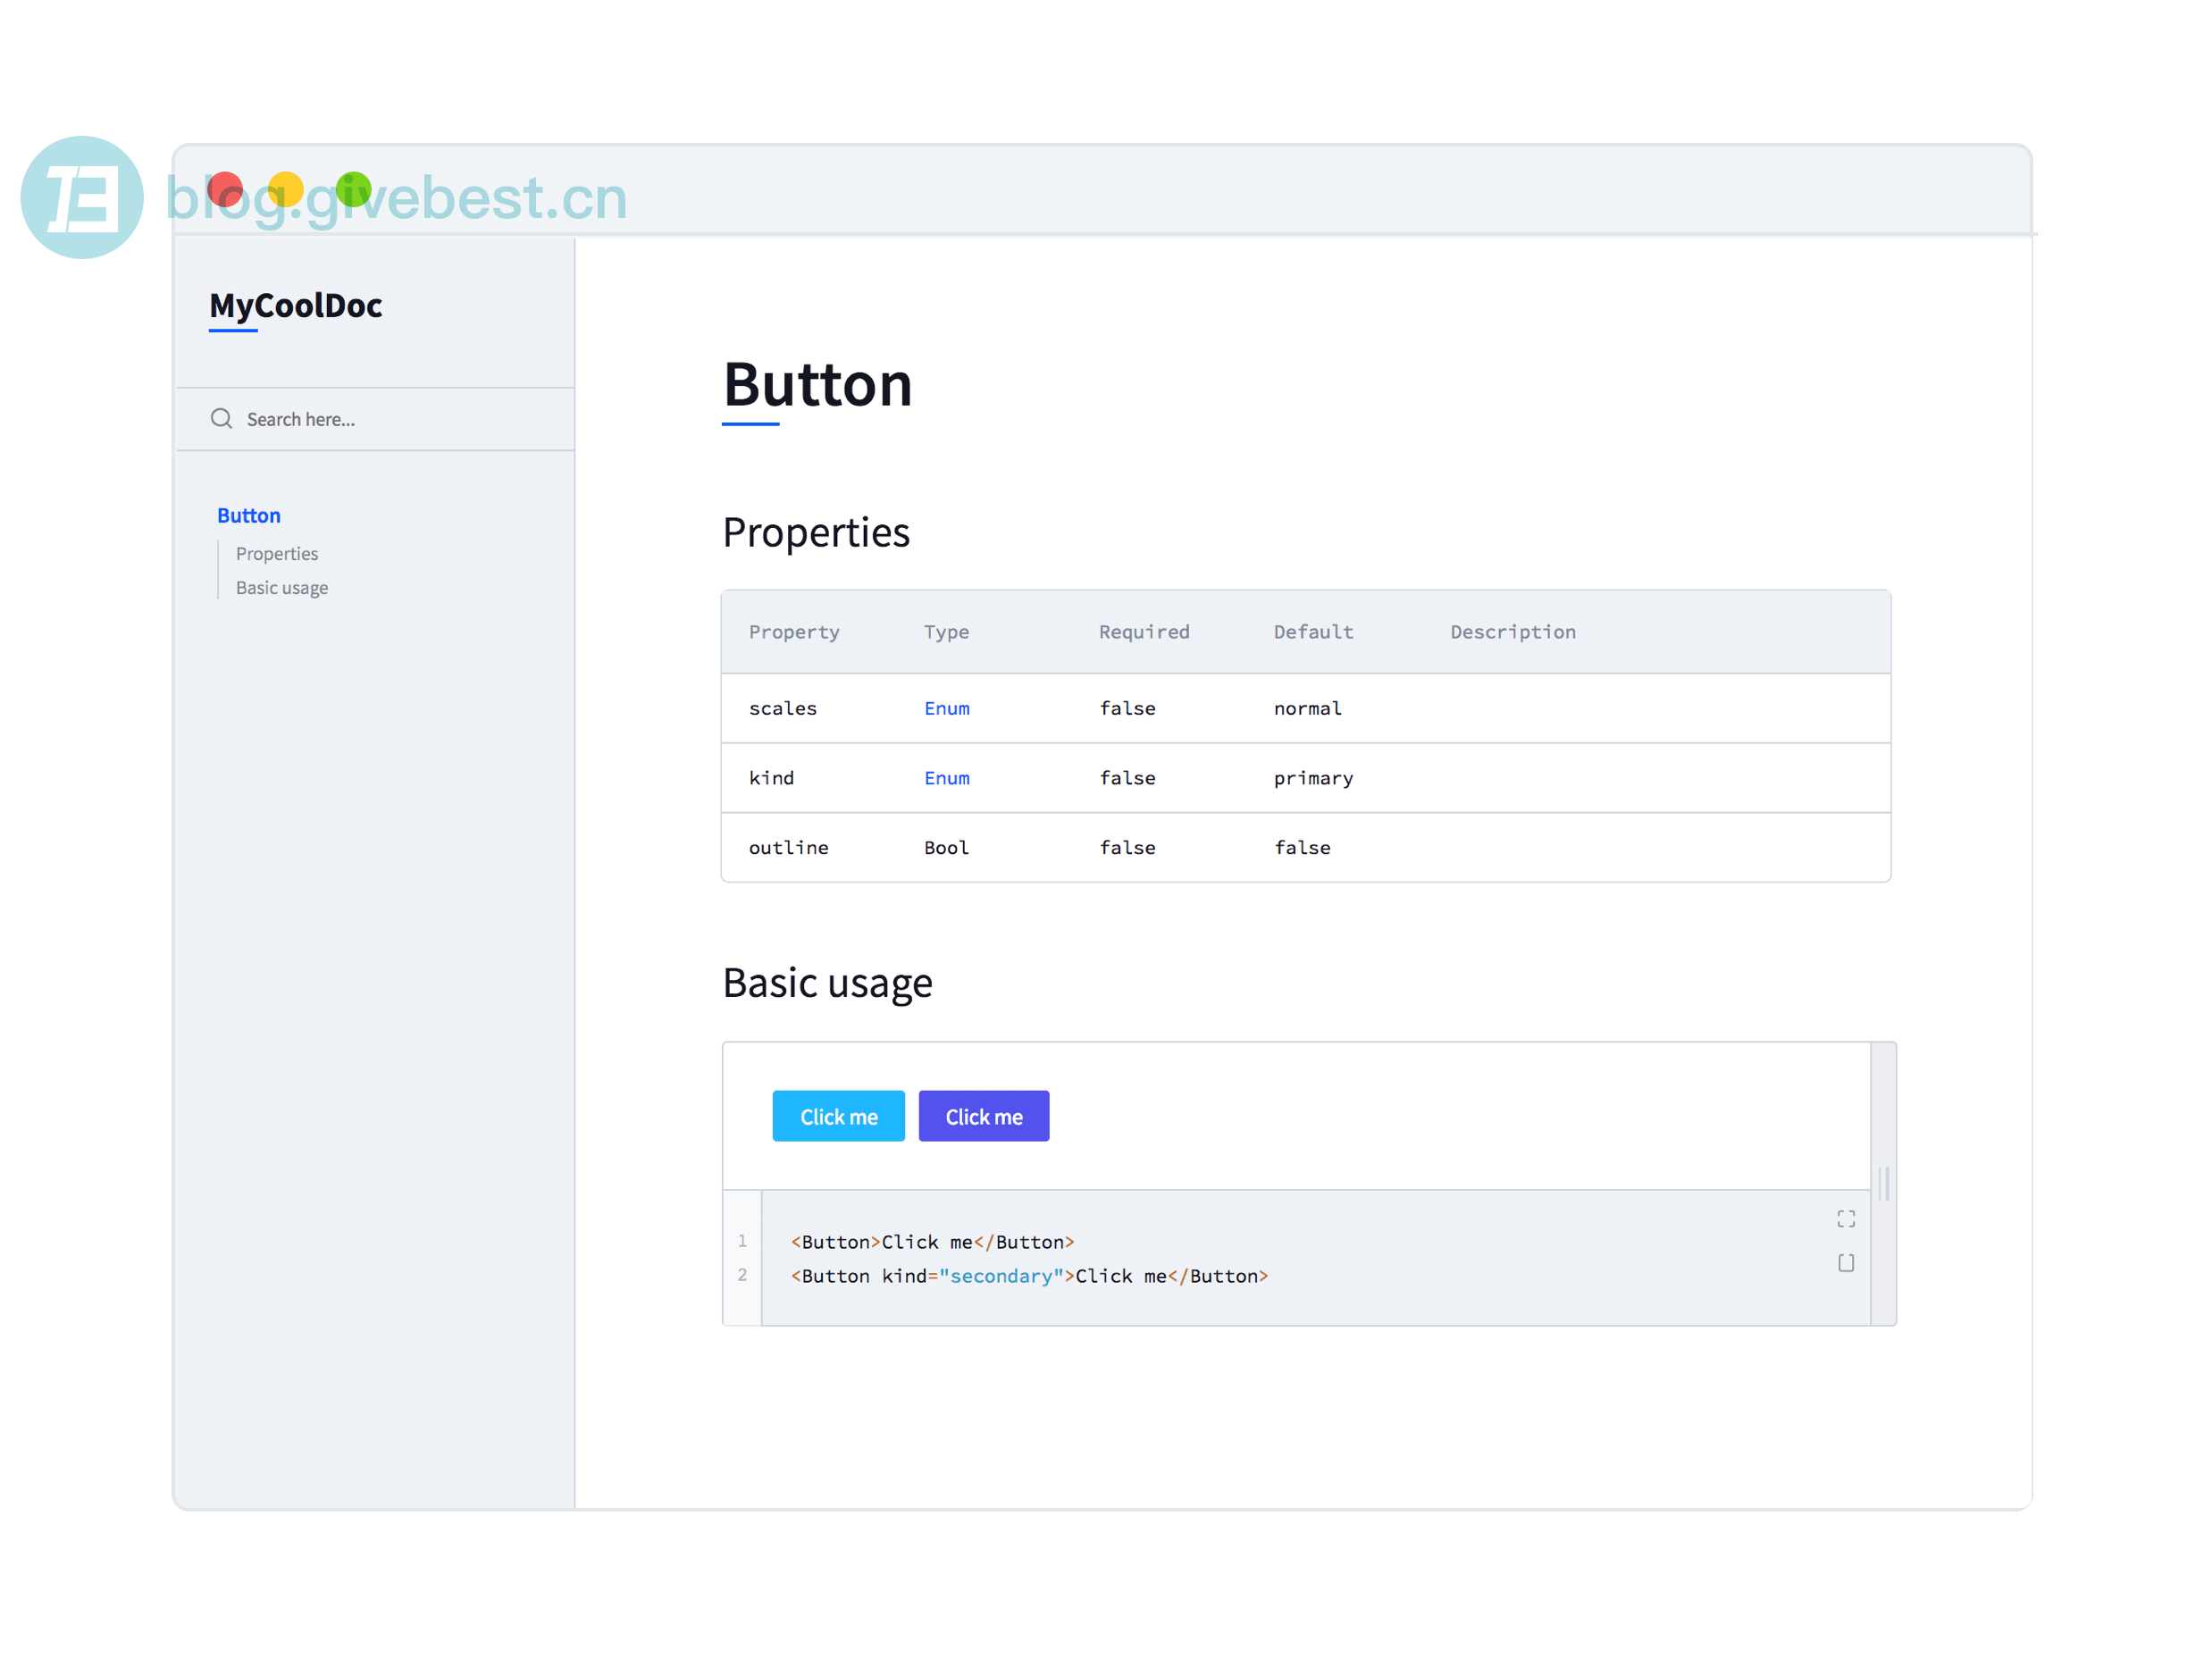 blog.givebest.cn
MyCoolDoc
Search here...
Button
Properties
Basic usage
Button
Properties
Property Type Required Default Description
scales Enum false normal
kind Enum false primary
outline Bool false false
Basic usage
Click me Click me
1 <Button>Click me</Button>
2 <Button kind="secondary">Click me</Button>